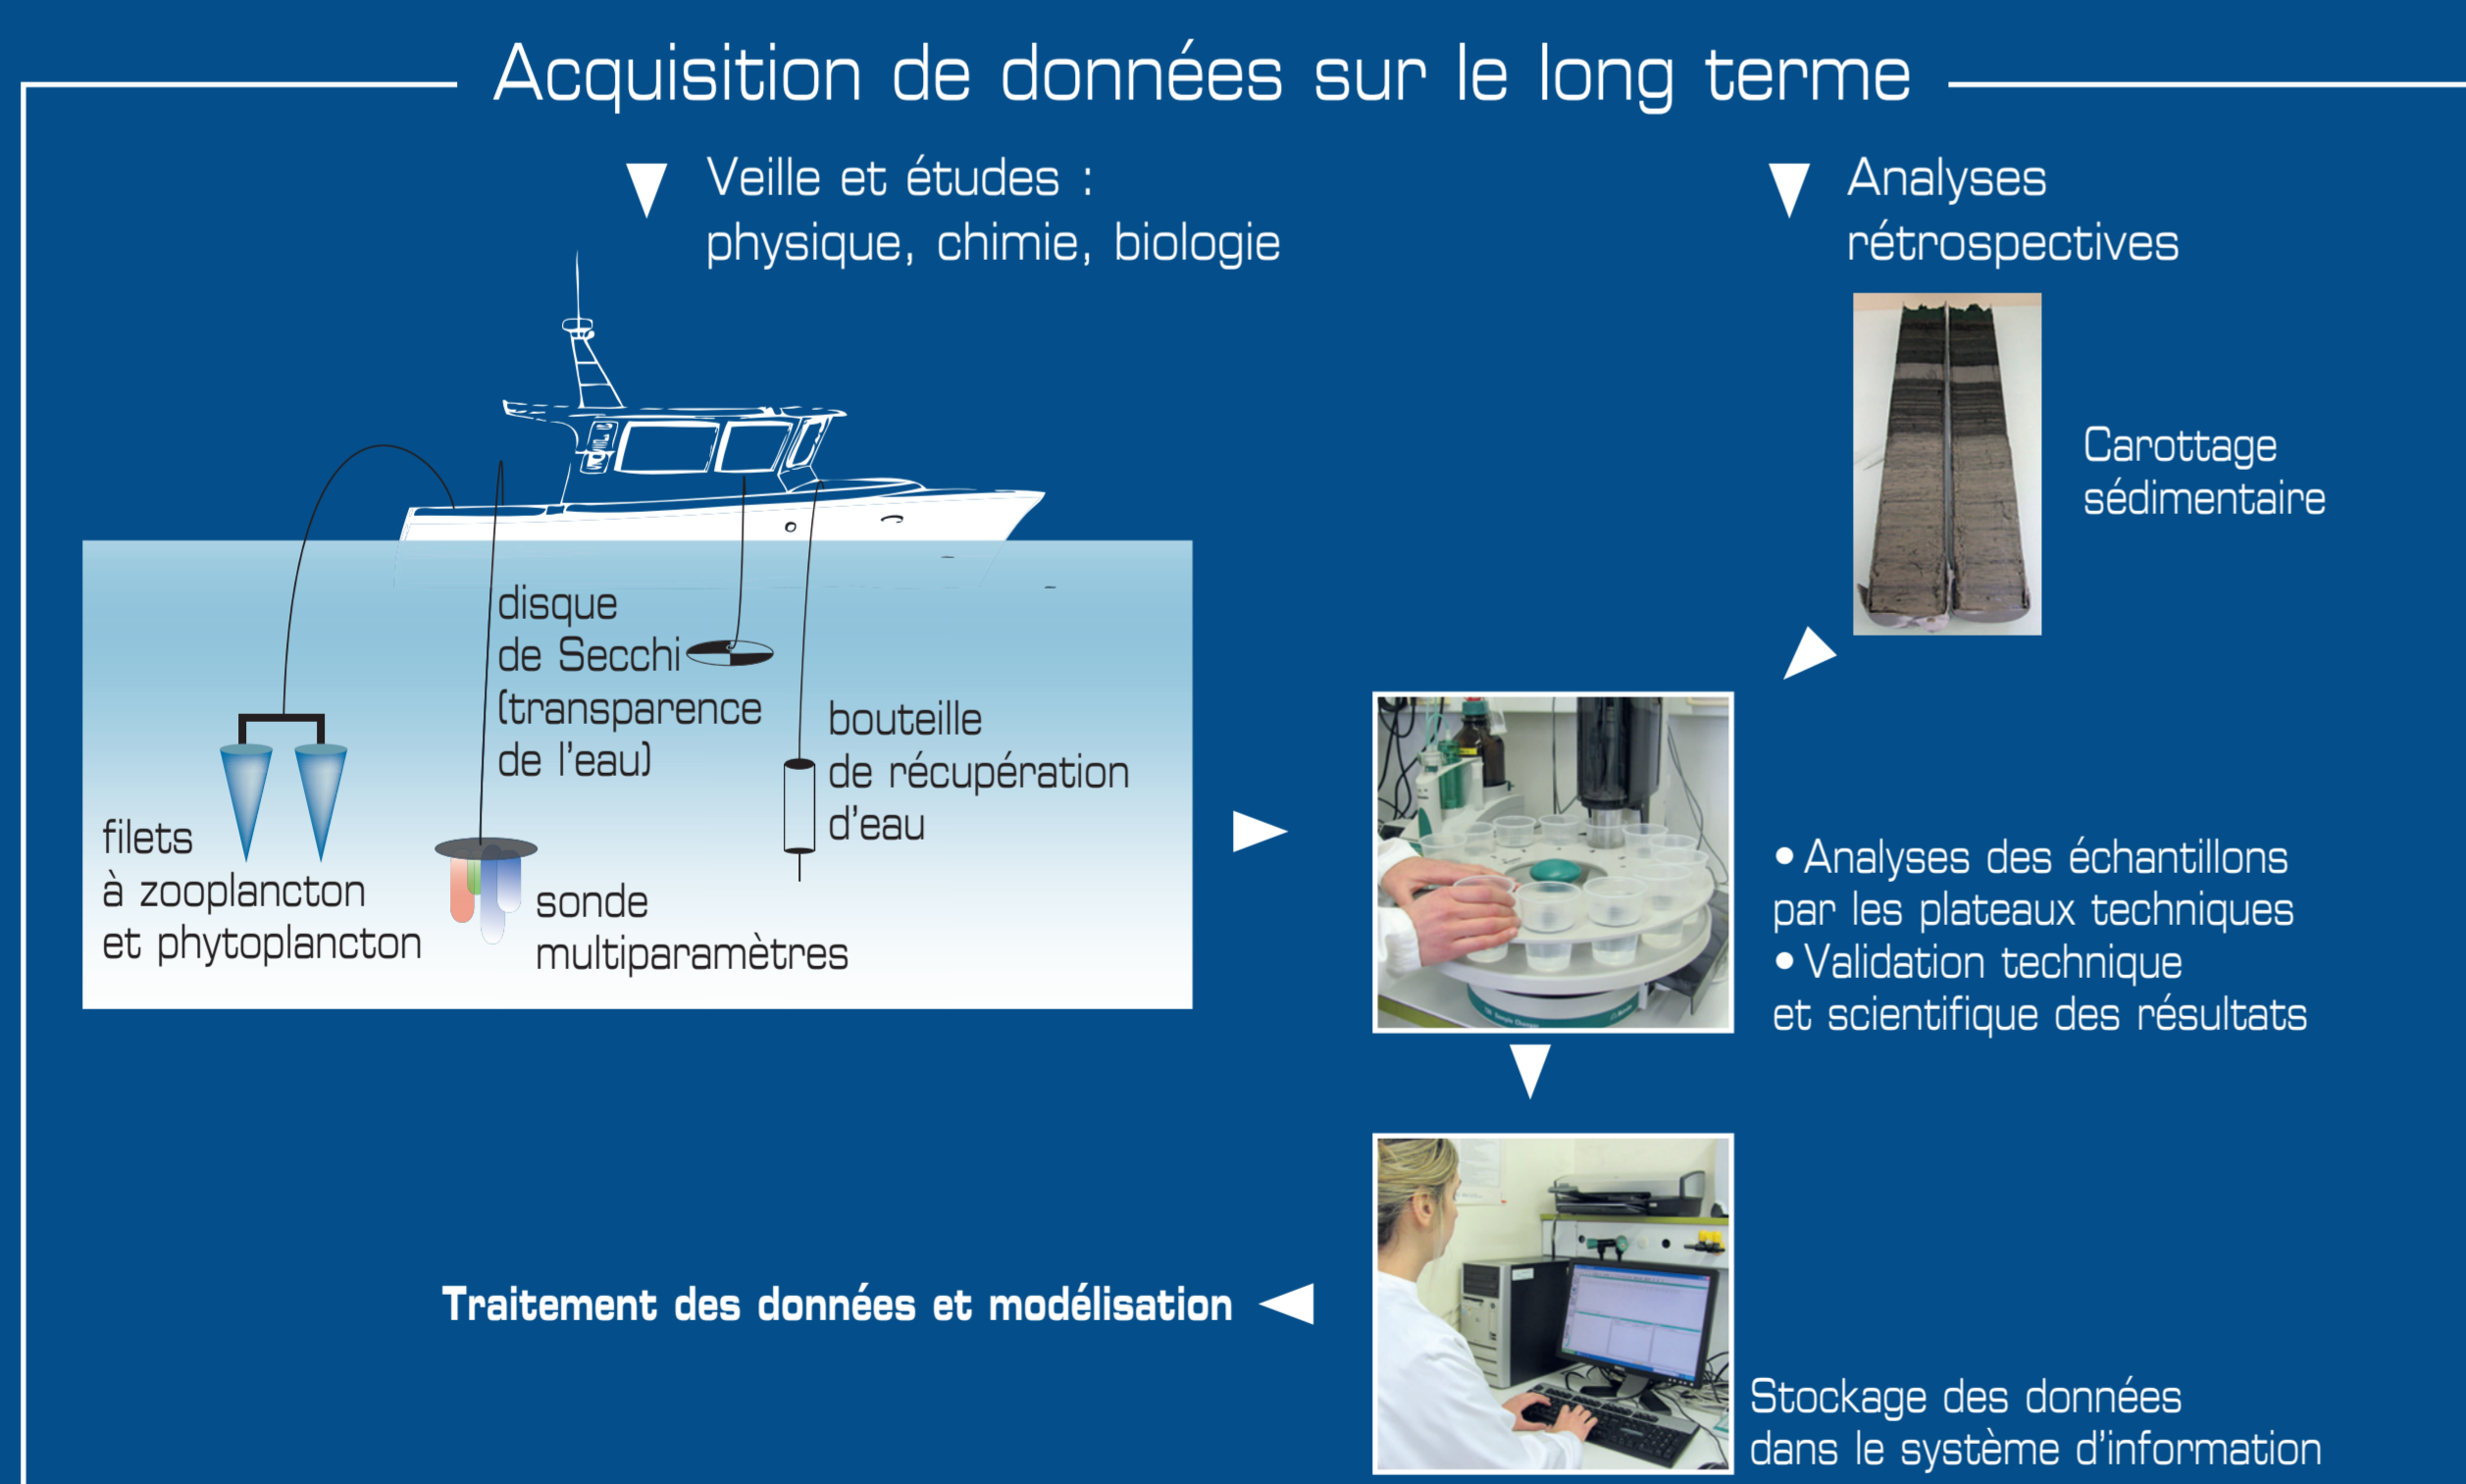 Acquisition de données sur le long terme
Veille et études :
physique, chimie, biologie
Analyses
rétrospectives
Carottage
sédimentaire
disque
de Secchi
(transparence
de l'eau)
bouteille
de récupération
d'eau
filets
à zooplancton
et phytoplancton
sonde
multiparamètres
• Analyses des échantillons
par les plateaux techniques
• Validation technique
et scientifique des résultats
Traitement des données et modélisation
Stockage des données
dans le système d'information